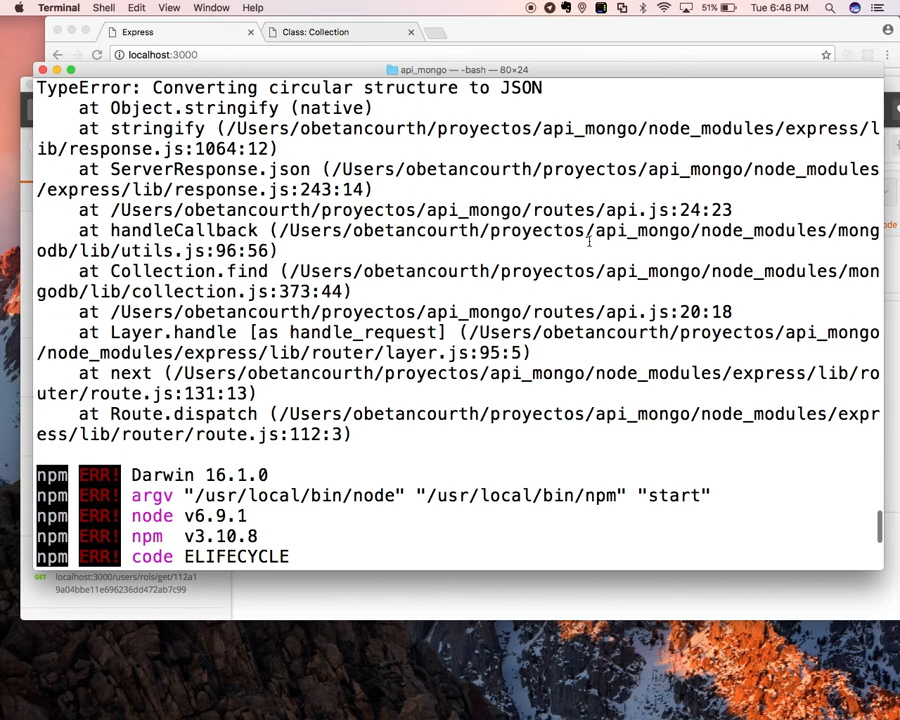 Terminal Shell Edit View Window Help 51% Tue 6:48 PM
Express × Class: Collection ×
localhost:3000
api_mongo — -bash — 80×24
TypeError: Converting circular structure to JSON
at Object.stringify (native)
at stringify (/Users/obetancourth/proyectos/api_mongo/node_modules/express/l
ib/response.js:1064:12)
at ServerResponse.json (/Users/obetancourth/proyectos/api_mongo/node_modules
/express/lib/response.js:243:14)
at /Users/obetancourth/proyectos/api_mongo/routes/api.js:24:23
at handleCallback (/Users/obetancourth/proyectos/api_mongo/node_modules/mong
odb/lib/utils.js:96:56)
at Collection.find (/Users/obetancourth/proyectos/api_mongo/node_modules/mon
godb/lib/collection.js:373:44)
at /Users/obetancourth/proyectos/api_mongo/routes/api.js:20:18
at Layer.handle [as handle_request] (/Users/obetancourth/proyectos/api_mongo
/node_modules/express/lib/router/layer.js:95:5)
at next (/Users/obetancourth/proyectos/api_mongo/node_modules/express/lib/ro
uter/route.js:131:13)
at Route.dispatch (/Users/obetancourth/proyectos/api_mongo/node_modules/expr
ess/lib/router/route.js:112:3)
npm ERR! Darwin 16.1.0
npm ERR! argv "/usr/local/bin/node" "/usr/local/bin/npm" "start"
npm ERR! node v6.9.1
npm ERR! npm v3.10.8
npm ERR! code ELIFECYCLE
GET localhost:3000/users/rols/get/112a1
9a04bbe11e696236dd472ab7c99